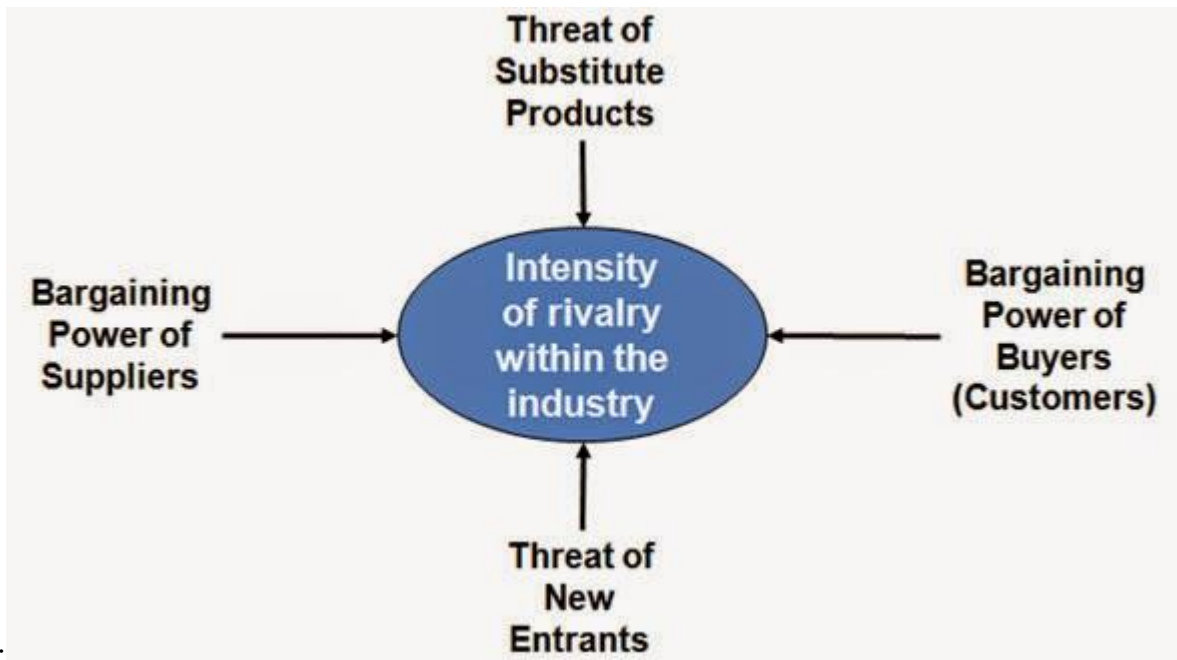 Threat of
Substitute
Products
Bargaining
Power of
Suppliers
Intensity
of rivalry
within the
industry
Bargaining
Power of
Buyers
(Customers)
Threat of
New
Entrants
.